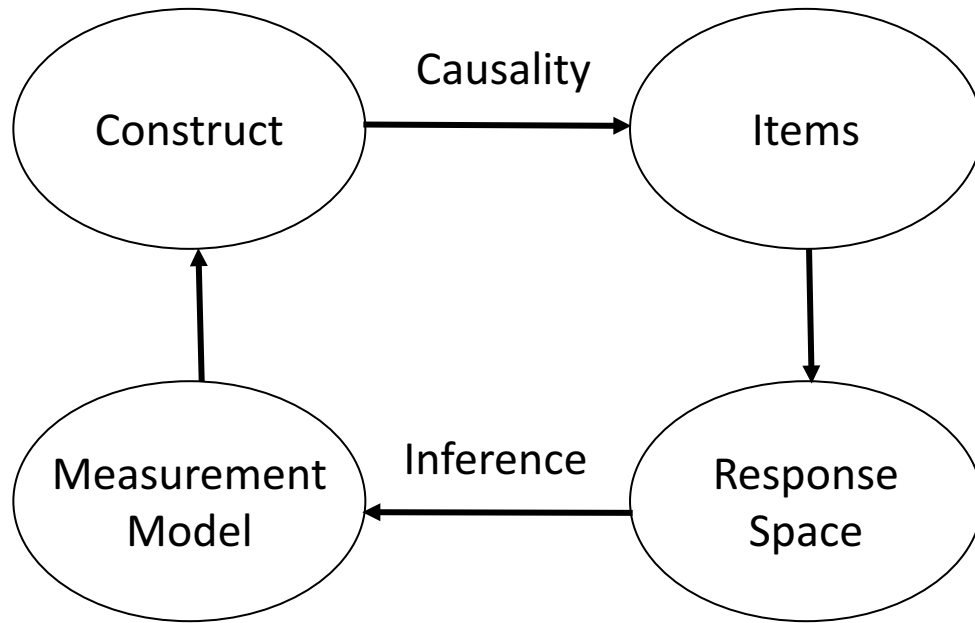 Causality
Construct
Items
Inference
Measurement
Model
Response
Space